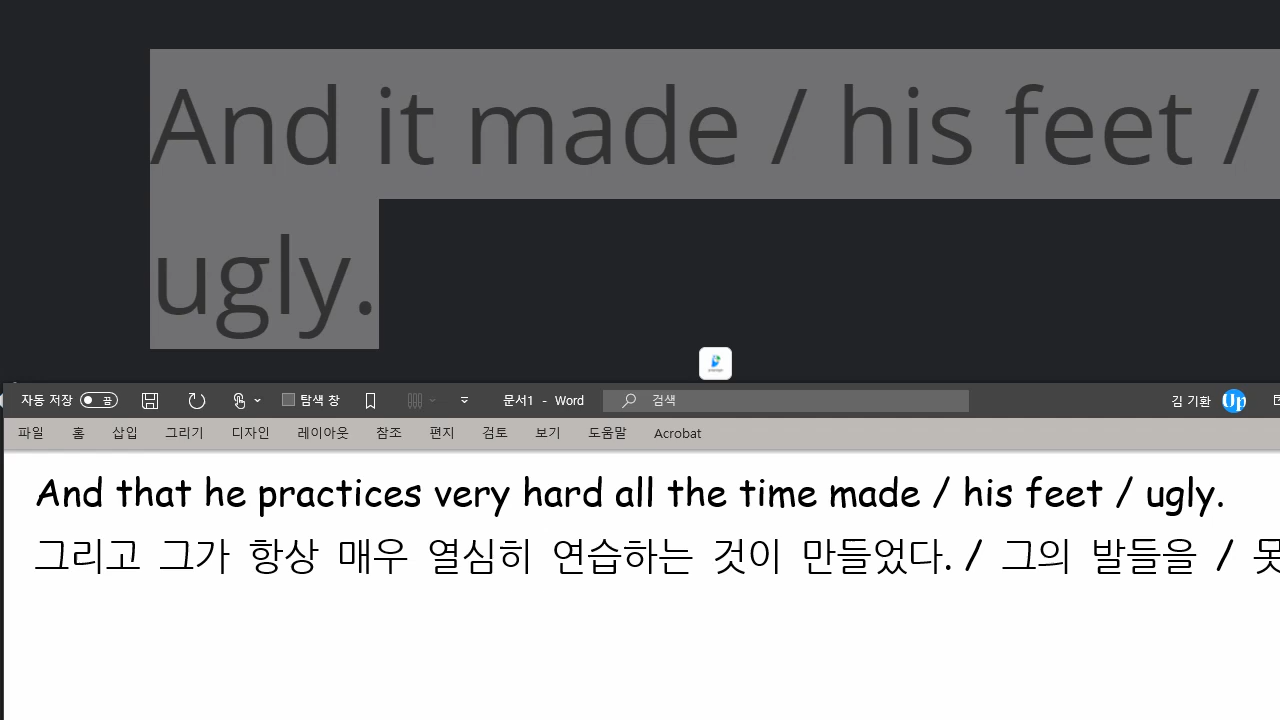 And it made / his feet /
ugly.
자동 저장 끔 탐색 창 문서1 - Word 검색 김 기환 Up
파일 홈 삽입 그리기 디자인 레이아웃 참조 편지 검토 보기 도움말 Acrobat
And that he practices very hard all the time made / his feet / ugly.
그리고 그가 항상 매우 열심히 연습하는 것이 만들었다. / 그의 발들을 / 못